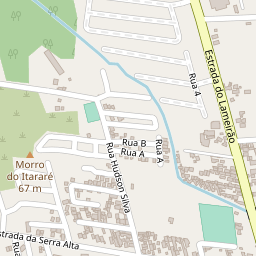 Estrada do Lameirão
Rua 4
Rua B
Rua A
Rua A
Rua Hudson Silva
Morro
do Itararé
67 m
Estrada da Serra Alta